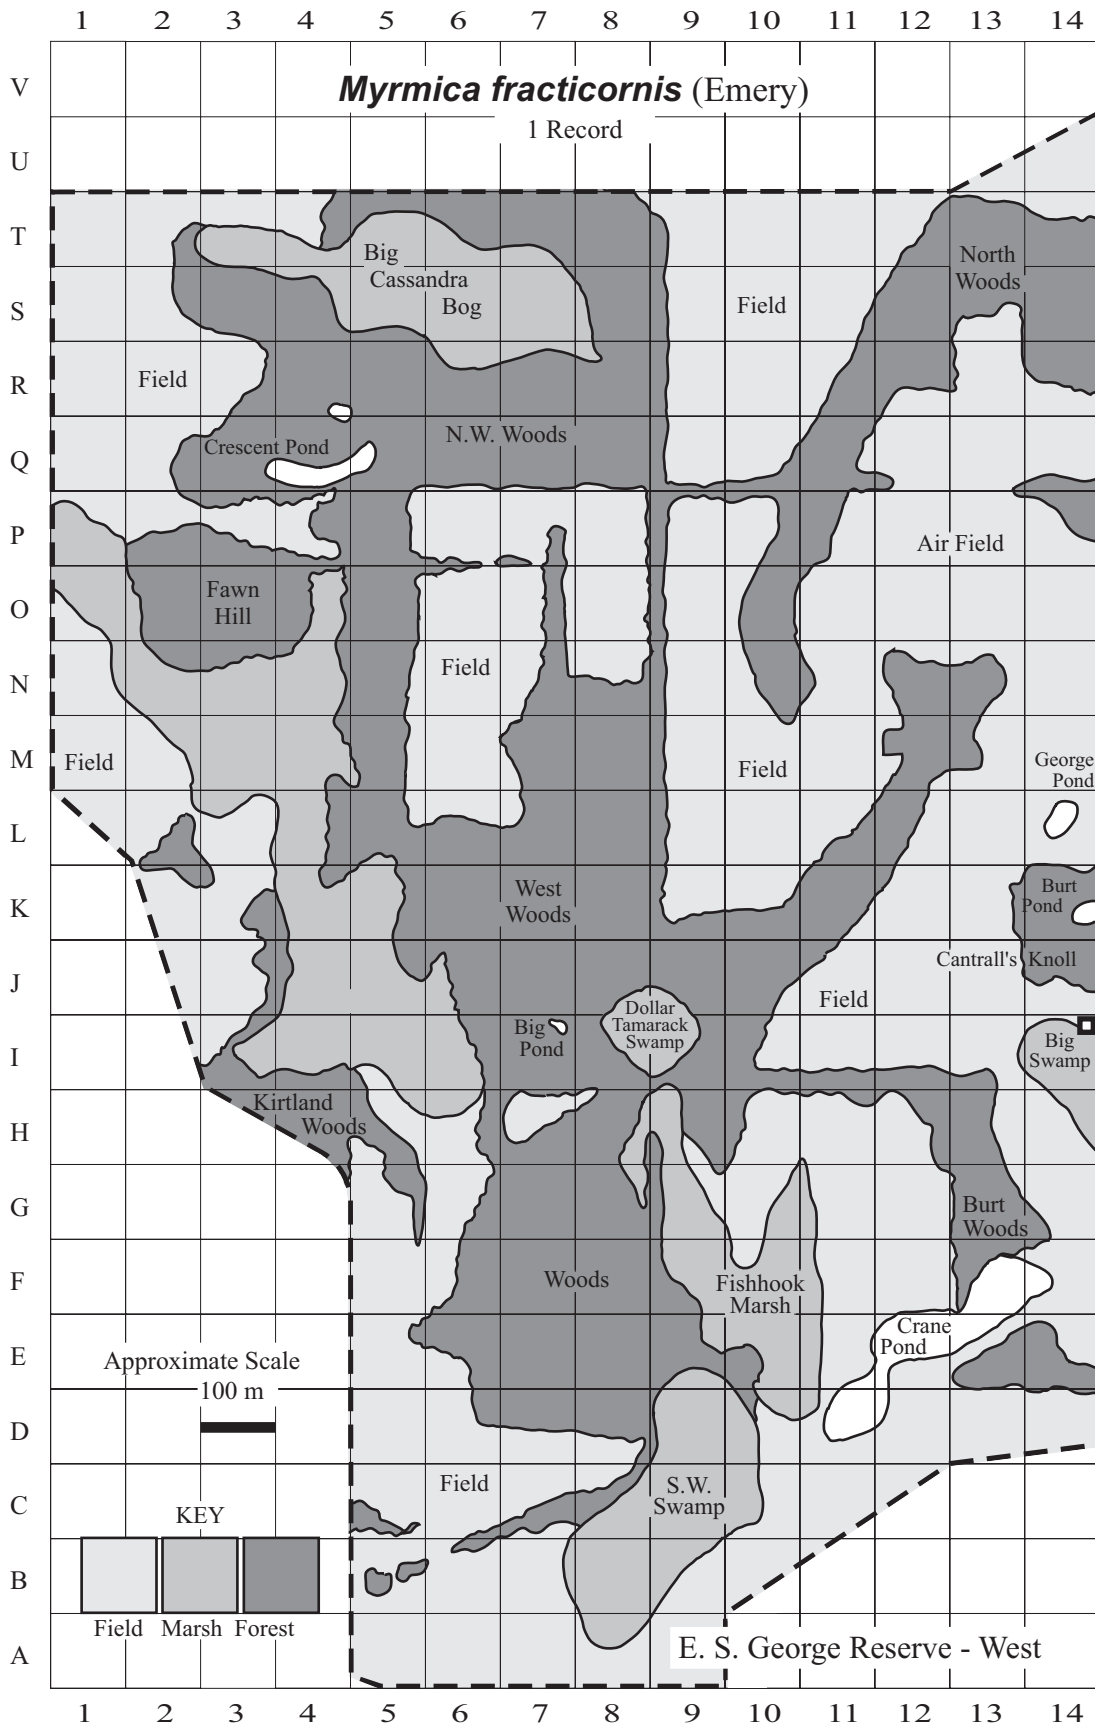 1 2 3 4 5 6 7 8 9 10 11 12 13 14
V
Myrmica fracticornis (Emery)
1 Record
U
T
Big
Cassandra
Bog
North
Woods
S
Field
R
Field
Q
Crescent Pond
N.W. Woods
P
Air Field
O
Fawn
Hill
N
Field
M
Field
Field
George
Pond
L
K
West
Woods
Burt
Pond
J
Cantrall's Knoll
Field
I
Big
Pond
Dollar
Tamarack
Swamp
Big
Swamp
H
Kirtland
Woods
G
Burt
Woods
F
Woods
Fishhook
Marsh
E
Crane
Pond
Approximate Scale
100 m
D
C
Field
S.W.
Swamp
KEY
B
Field Marsh Forest
A
E. S. George Reserve - West
1 2 3 4 5 6 7 8 9 10 11 12 13 14